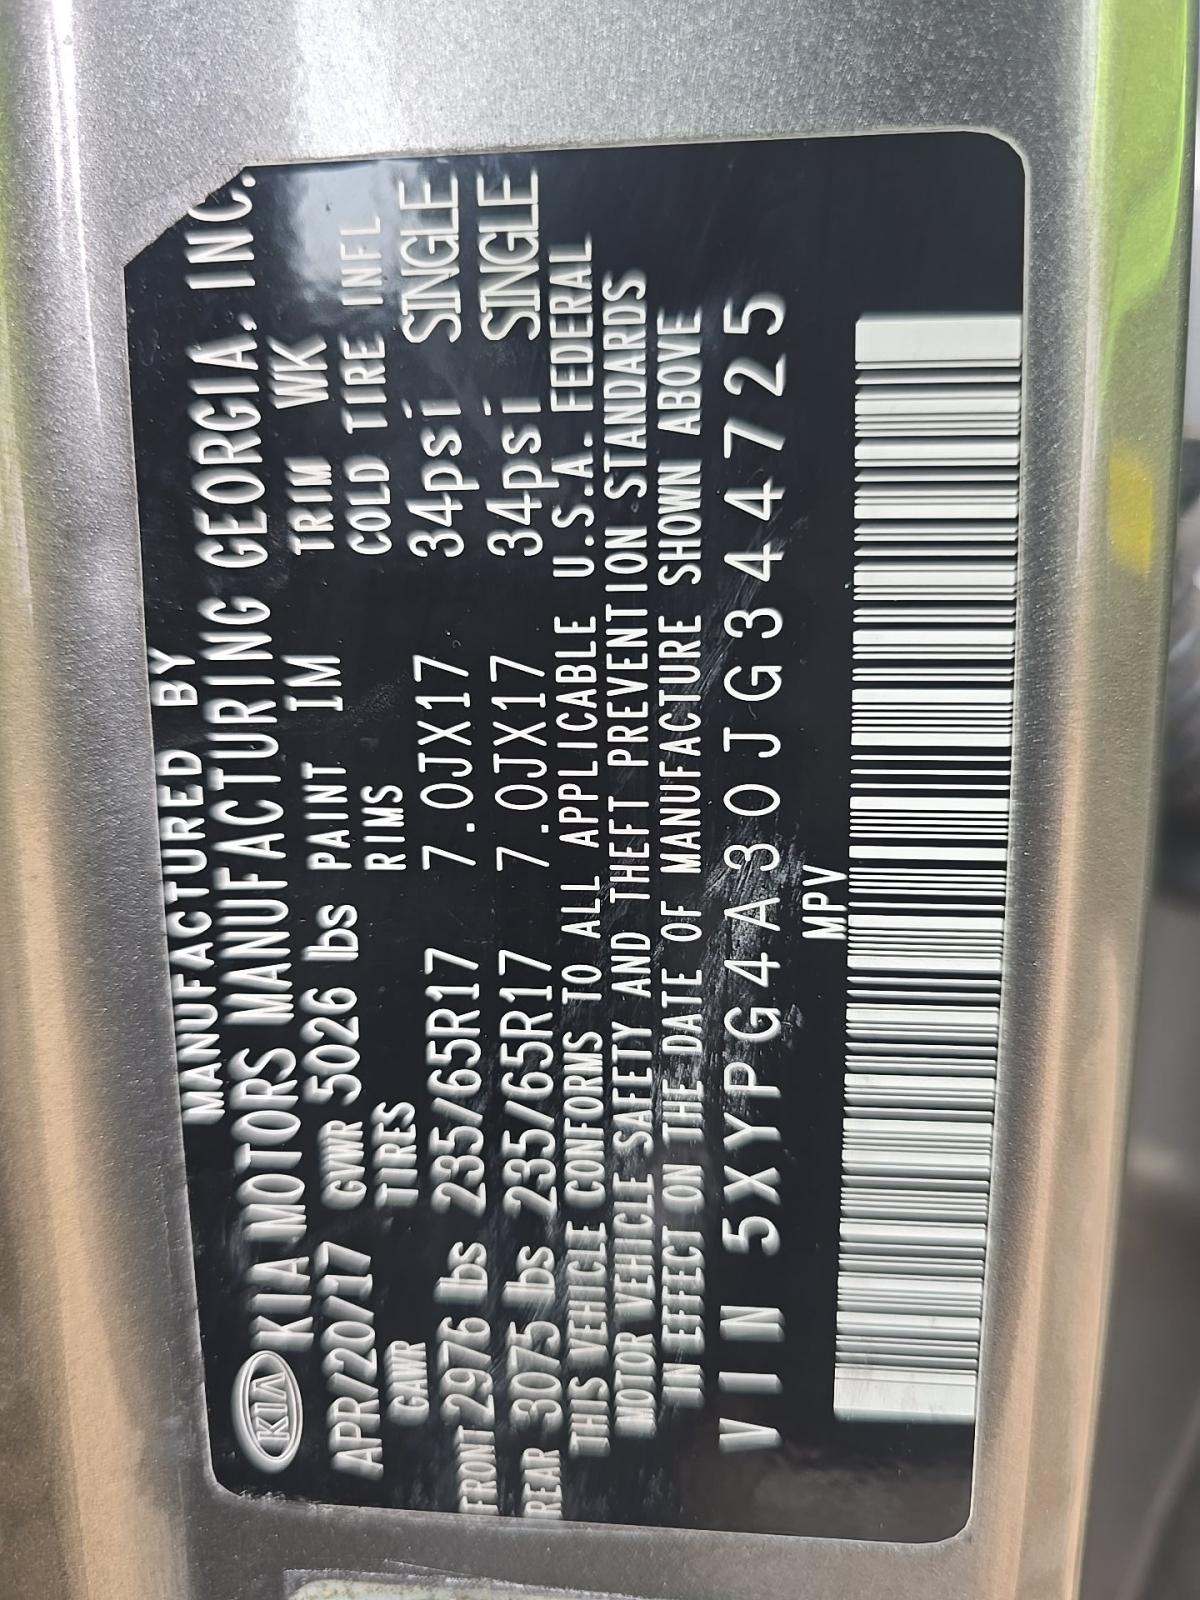 MANUFACTURED BY
KIA KIA MOTORS MANUFACTURING GEORGIA, INC.
APR/20/17 GVWR 5026 lbs PAINT IM TRIM WK
GAWR TIRES RIMS COLD TIRE INFL
FRONT 2976 lbs 235/65R17 7.0JX17 34psi SINGLE
REAR 3075 lbs 235/65R17 7.0JX17 34psi SINGLE
THIS VEHICLE CONFORMS TO ALL APPLICABLE U.S.A. FEDERAL
MOTOR VEHICLE SAFETY AND THEFT PREVENTION STANDARDS
IN EFFECT ON THE DATE OF MANUFACTURE SHOWN ABOVE
VIN 5XYPG4A30JG344725
MPV